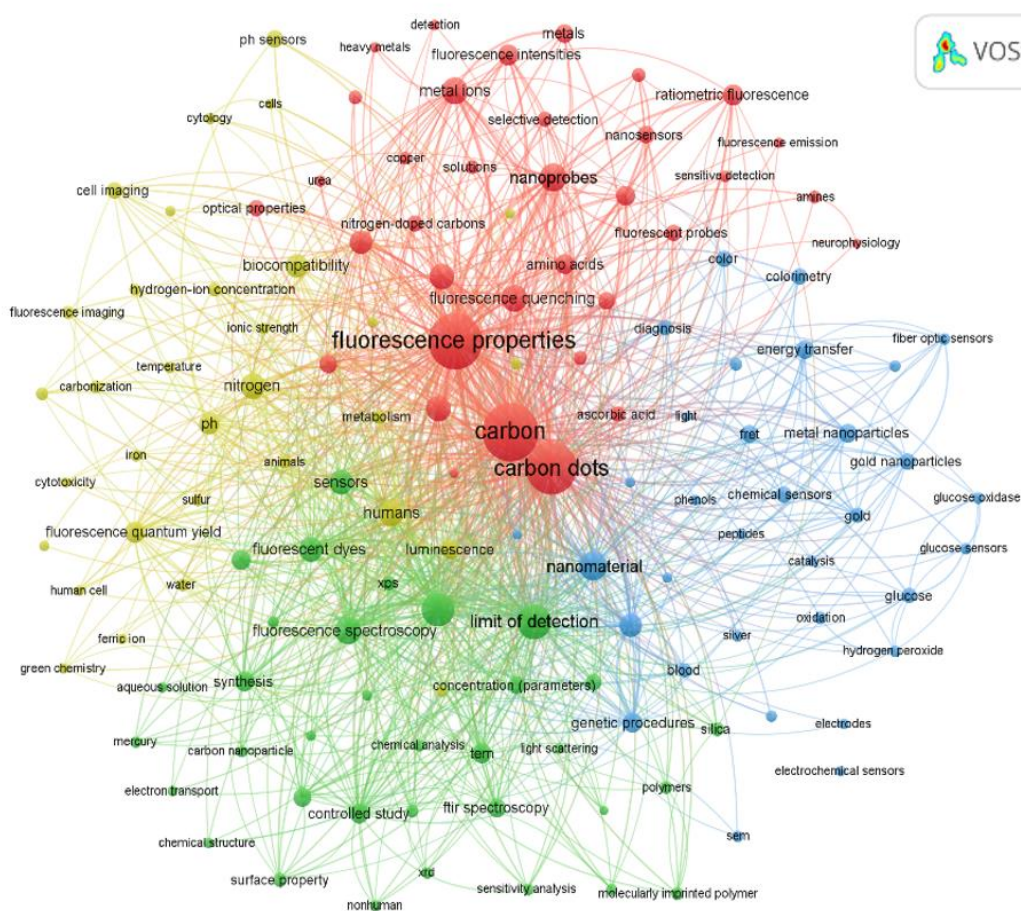 detection
metals
VOS
ph sensors
heavy metals
fluorescence intensities
metal ions
ratiometric fluorescence
cells
cytology
selective detection
nanosensors
fluorescence emission
copper
solutions
nanoprobes
sensitive detection
urea
cell imaging
amines
optical properties
nitrogen-doped carbons
fluorescent probes
neurophysiology
color
biocompatibility
amino acids
colorimetry
hydrogen-ion concentration
fluorescence quenching
fluorescence imaging
ionic strength
diagnosis
fluorescence properties
energy transfer
fiber optic sensors
temperature
carbonization
nitrogen
metabolism
ascorbic acid
light
ph
carbon
fret
metal nanoparticles
iron
animals
carbon dots
gold nanoparticles
cytotoxicity
sensors
sulfur
phenols
chemical sensors
glucose oxidase
humans
gold
fluorescence quantum yield
peptides
fluorescent dyes
luminescence
glucose sensors
nanomaterial
catalysis
water
xps
human cell
glucose
limit of detection
oxidation
fluorescence spectroscopy
silver
ferric ion
hydrogen peroxide
green chemistry
blood
aqueous solution
synthesis
concentration (parameters)
genetic procedures
electrodes
silica
mercury
carbon nanoparticle
chemical analysis
tem
light scattering
electrochemical sensors
electron transport
polymers
controlled study
ftir spectroscopy
sem
chemical structure
xrd
surface property
sensitivity analysis
molecularly imprinted polymer
nonhuman